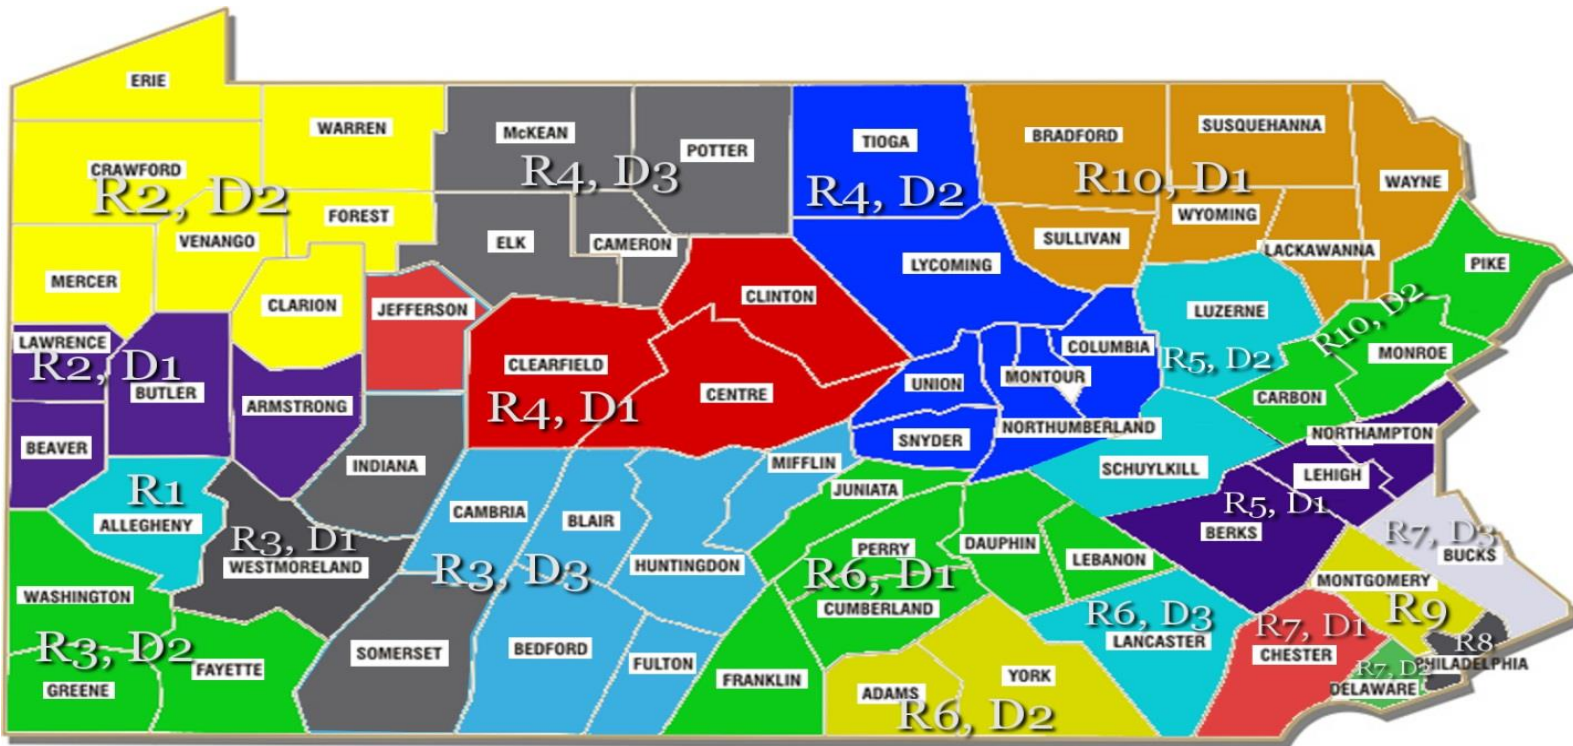 ERIE
WARREN
McKEAN
POTTER
TIOGA
BRADFORD
SUSQUEHANNA
WAYNE
CRAWFORD
R2, D2
R4, D3
R4, D2
R10, D1
FOREST
VENANGO
ELK
CAMERON
SULLIVAN
WYOMING
LACKAWANNA
LYCOMING
PIKE
MERCER
CLARION
JEFFERSON
CLINTON
LUZERNE
R10, D2
LAWRENCE
R2, D1
BUTLER
ARMSTRONG
CLEARFIELD
CENTRE
R4, D1
UNION
MONTOUR
COLUMBIA
R5, D2
MONROE
CARBON
BEAVER
INDIANA
SNYDER
NORTHUMBERLAND
NORTHAMPTON
LEHIGH
SCHUYLKILL
MIFFLIN
JUNIATA
R1
ALLEGHENY
CAMBRIA
BLAIR
R5, D1
BERKS
R3, D1
WESTMORELAND
R3, D3
HUNTINGDON
PERRY
DAUPHIN
LEBANON
R6, D1
CUMBERLAND
R7, D3
BUCKS
MONTGOMERY
R9
WASHINGTON
R3, D2
FAYETTE
GREENE
SOMERSET
BEDFORD
FULTON
FRANKLIN
ADAMS
YORK
R6, D2
R6, D3
LANCASTER
R7, D1
CHESTER
R8
PHILADELPHIA
R7, D2
DELAWARE